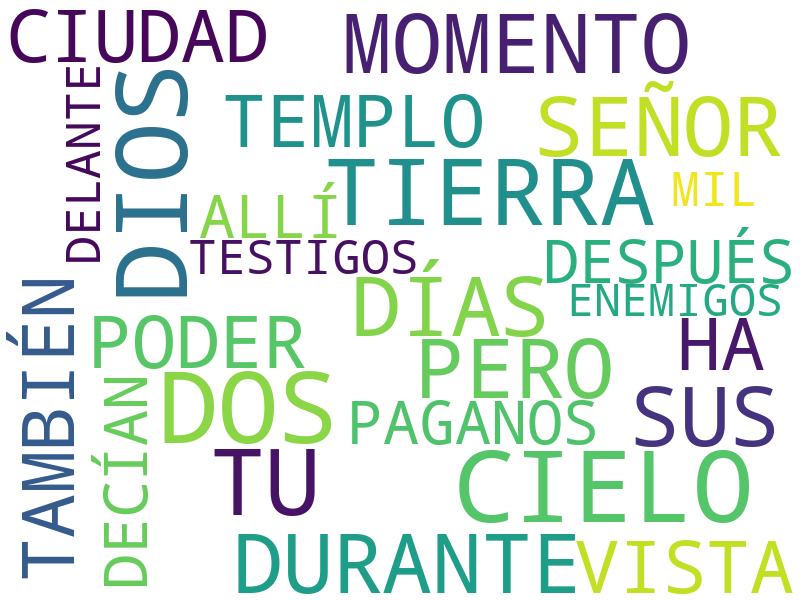 CIUDAD
MOMENTO
DELANTE
DIOS
TEMPLO
SEÑOR
TIERRA
MIL
ALLÍ
TESTIGOS
DESPUÉS
DÍAS
ENEMIGOS
TAMBIÉN
PODER
PERO
HA
DECÍAN
DOS
PAGANOS
SUS
TU
CIELO
DURANTE
VISTA